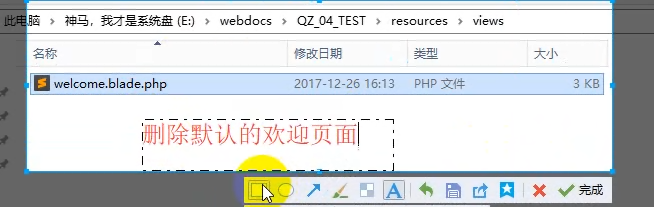 此电脑 > 神马，我才是系统盘 (E:) > webdocs > QZ_04_TEST > resources > views
名称 修改日期 类型 大小
welcome.blade.php 2017-12-26 16:13 PHP 文件 3 KB
删除默认的欢迎页面
A 完成